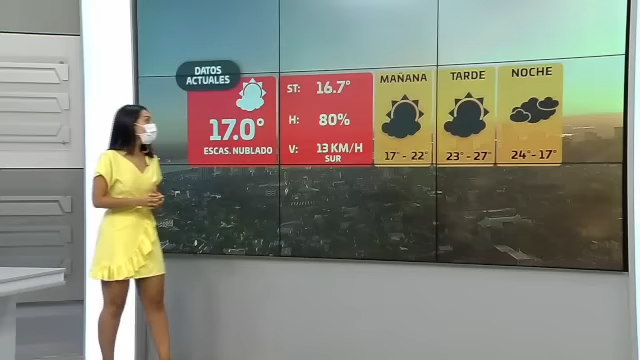 DATOS
ACTUALES
17.0°
ESCAS. NUBLADO
ST: 16.7°
H: 80%
V: 13 KM/H
SUR
MAÑANA
17° - 22°
TARDE
23° - 27°
NOCHE
24° - 17°